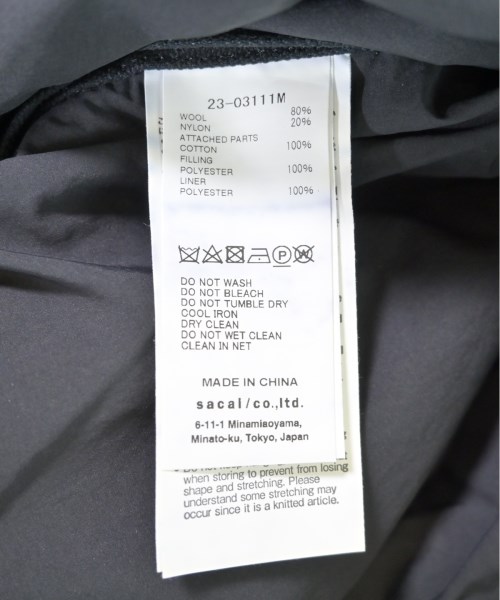 23-03111M
WOOL 80%
NYLON 20%
ATTACHED PARTS
COTTON 100%
FILLING
POLYESTER 100%
LINER
POLYESTER 100%
DO NOT WASH
DO NOT BLEACH
DO NOT TUMBLE DRY
COOL IRON
DRY CLEAN
DO NOT WET CLEAN
CLEAN IN NET
MADE IN CHINA
sacai/co.,ltd.
6-11-1 Minamiaoyama,
Minato-ku, Tokyo, Japan
when storing to prevent from losing
shape and stretching. Please
understand some stretching may
occur since it is a knitted article.